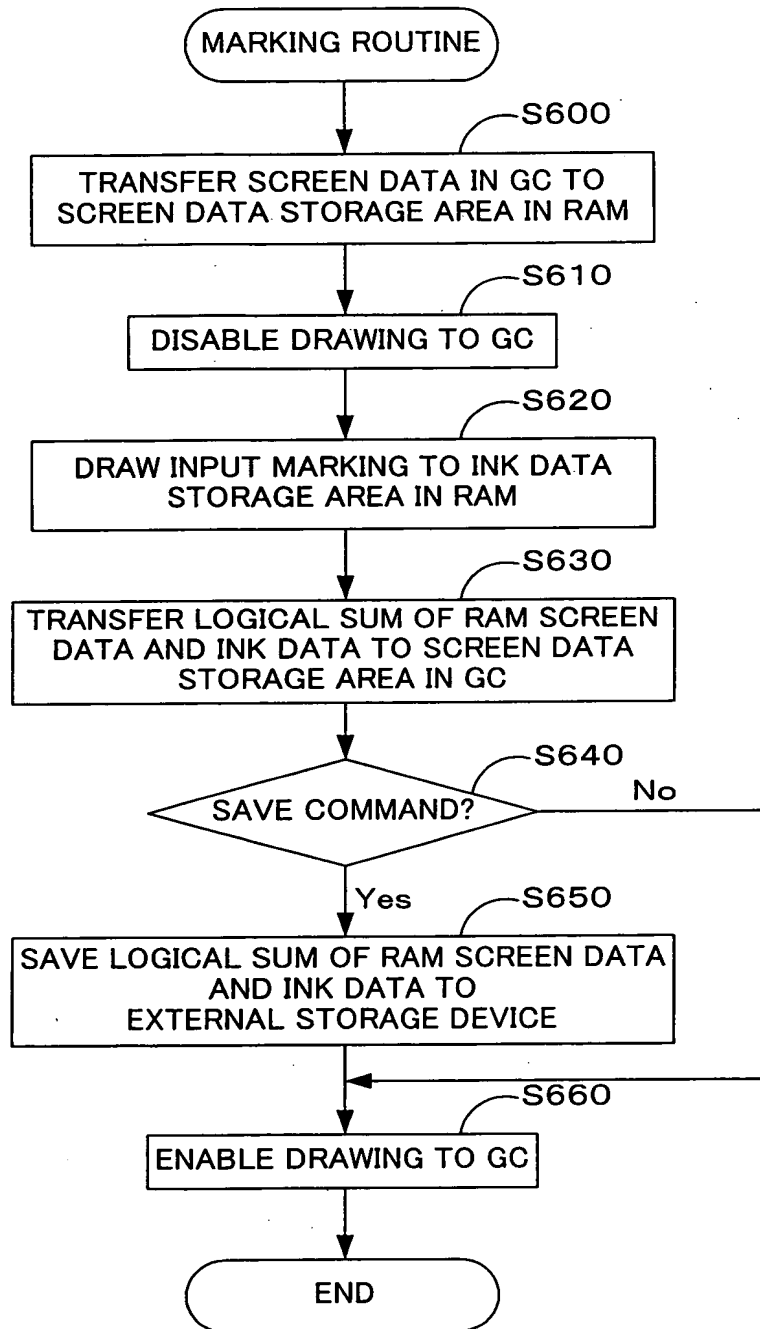 MARKING ROUTINE
S600
TRANSFER SCREEN DATA IN GC TO
SCREEN DATA STORAGE AREA IN RAM
S610
DISABLE DRAWING TO GC
S620
DRAW INPUT MARKING TO INK DATA
STORAGE AREA IN RAM
S630
TRANSFER LOGICAL SUM OF RAM SCREEN
DATA AND INK DATA TO SCREEN DATA
STORAGE AREA IN GC
S640
SAVE COMMAND?
No
Yes
S650
SAVE LOGICAL SUM OF RAM SCREEN DATA
AND INK DATA TO
EXTERNAL STORAGE DEVICE
S660
ENABLE DRAWING TO GC
END